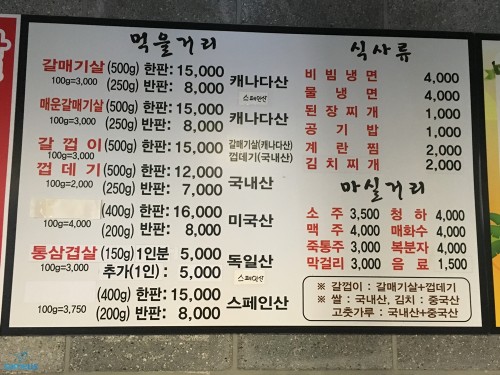 먹을거리
갈매기살 (500g) 한판: 15,000
100g=3,000 (250g) 반판: 8,000 캐나다산
스페인산
매운갈매기살 (500g) 한판: 15,000
100g=3,000 (250g) 반판: 8,000 캐나다산
갈껍이 (500g) 한판: 15,000 갈매기살(캐나다산)
100g=3,000 껍데기(국내산)
껍데기 (500g) 한판: 12,000
100g=2,000 (250g) 반판: 7,000 국내산
(400g) 한판: 16,000
100g=4,000 (200g) 반판: 8,000 미국산
통삼겹살 (150g) 1인분 5,000 독일산
100g=3,000 추가(1인) : 5,000 스페인산
(400g) 한판: 15,000
100g=3,750 (200g) 반판: 8,000 스페인산
식사류
비빔냉면 4,000
물냉면 4,000
된장찌개 1,000
공기밥 1,000
계란찜 2,000
김치찌개 2,000
마실거리
소주 3,500 청하 4,000
맥주 4,000 매화수 4,000
죽통주 3,000 복분자 4,000
막걸리 3,000 음료 1,500
※ 갈껍이 : 갈매기살+껍데기
※ 쌀 : 국내산, 김치 : 중국산
고춧가루 : 국내산+중국산